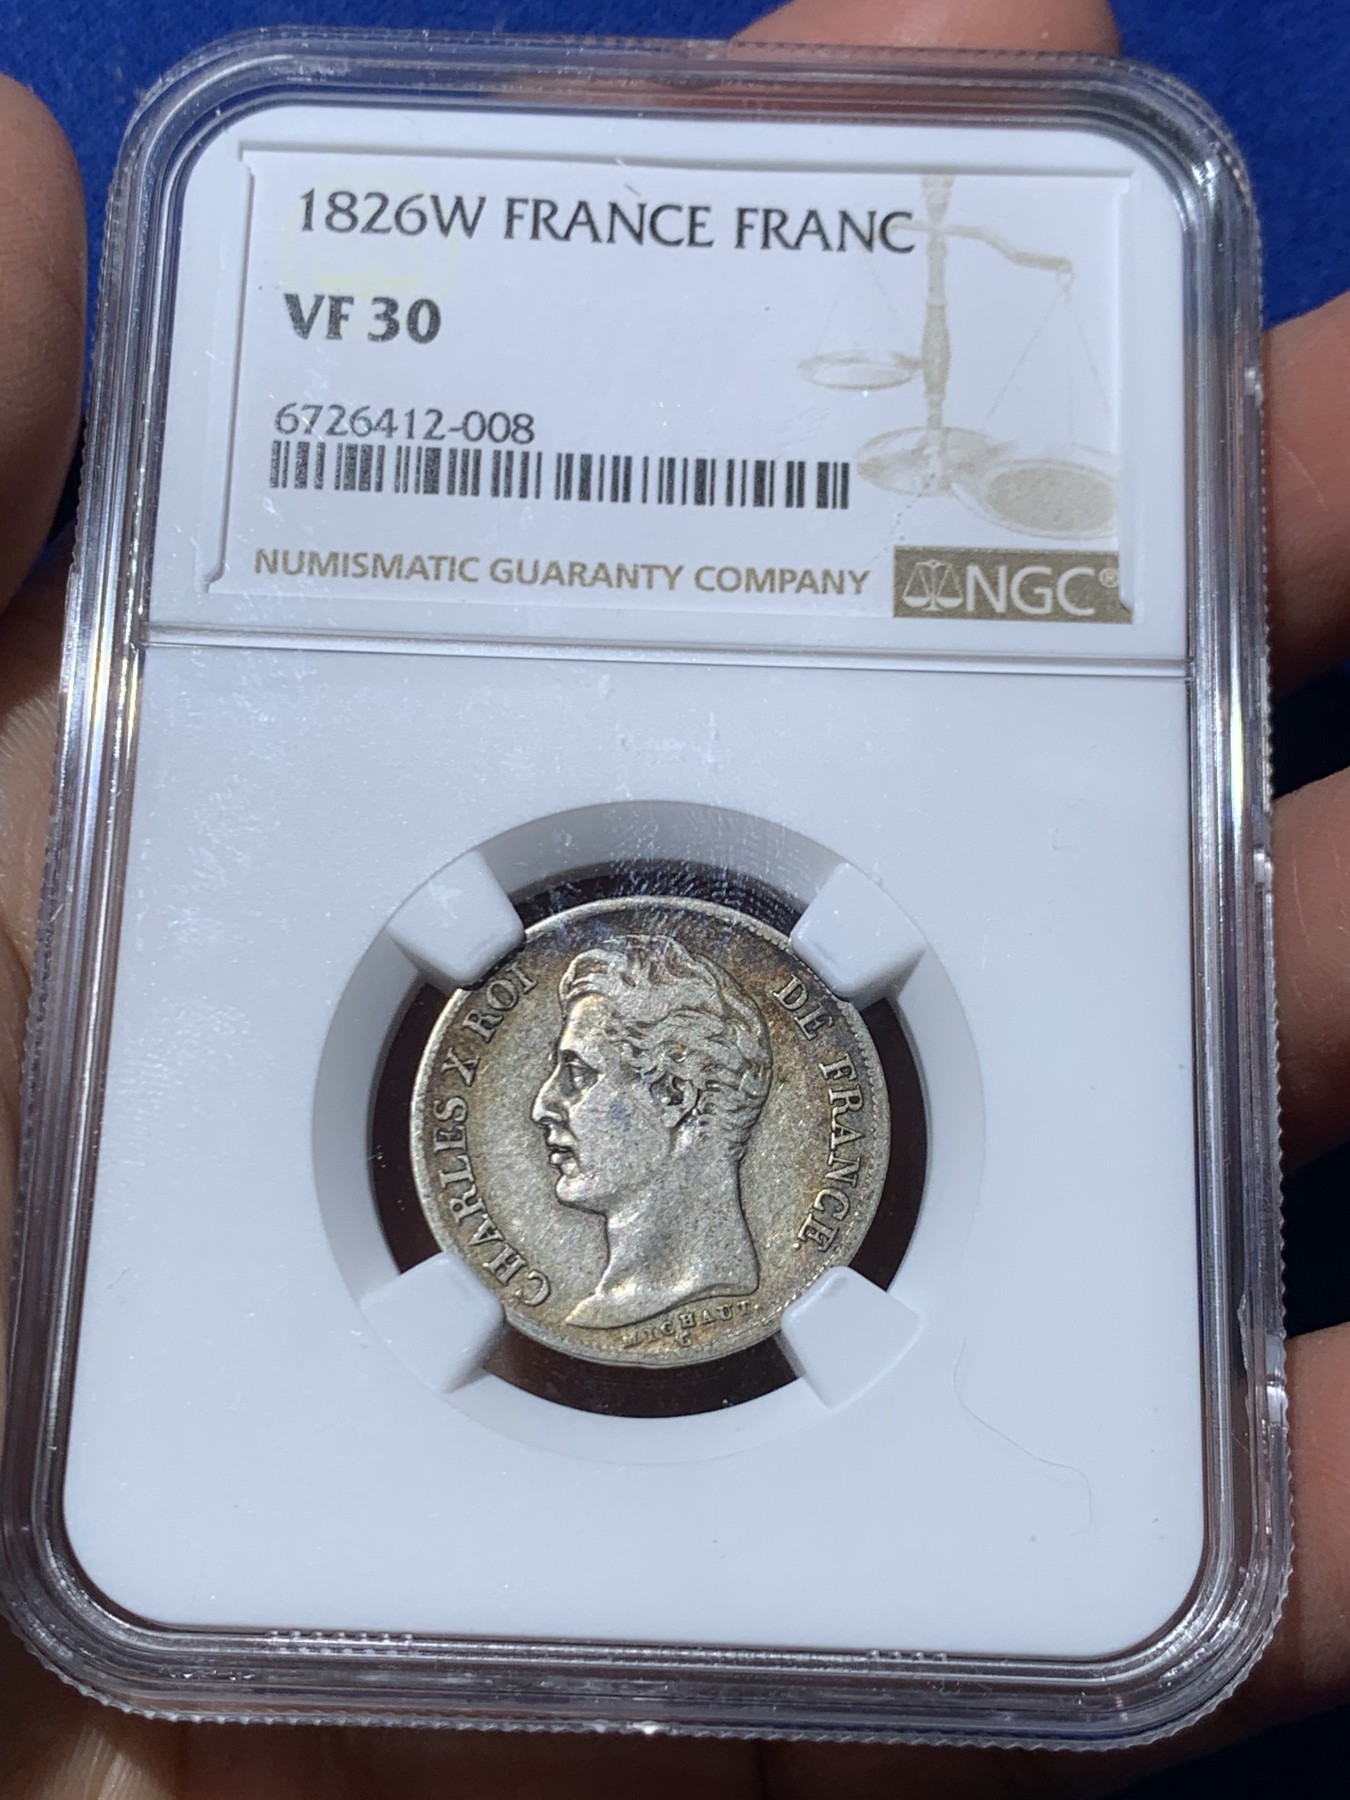 1826W FRANCE FRANC
VF 30
6726412-008
NUMISMATIC GUARANTY COMPANY
NGC®
CHARLES X ROI DE FRANCE.
MICHAUT.